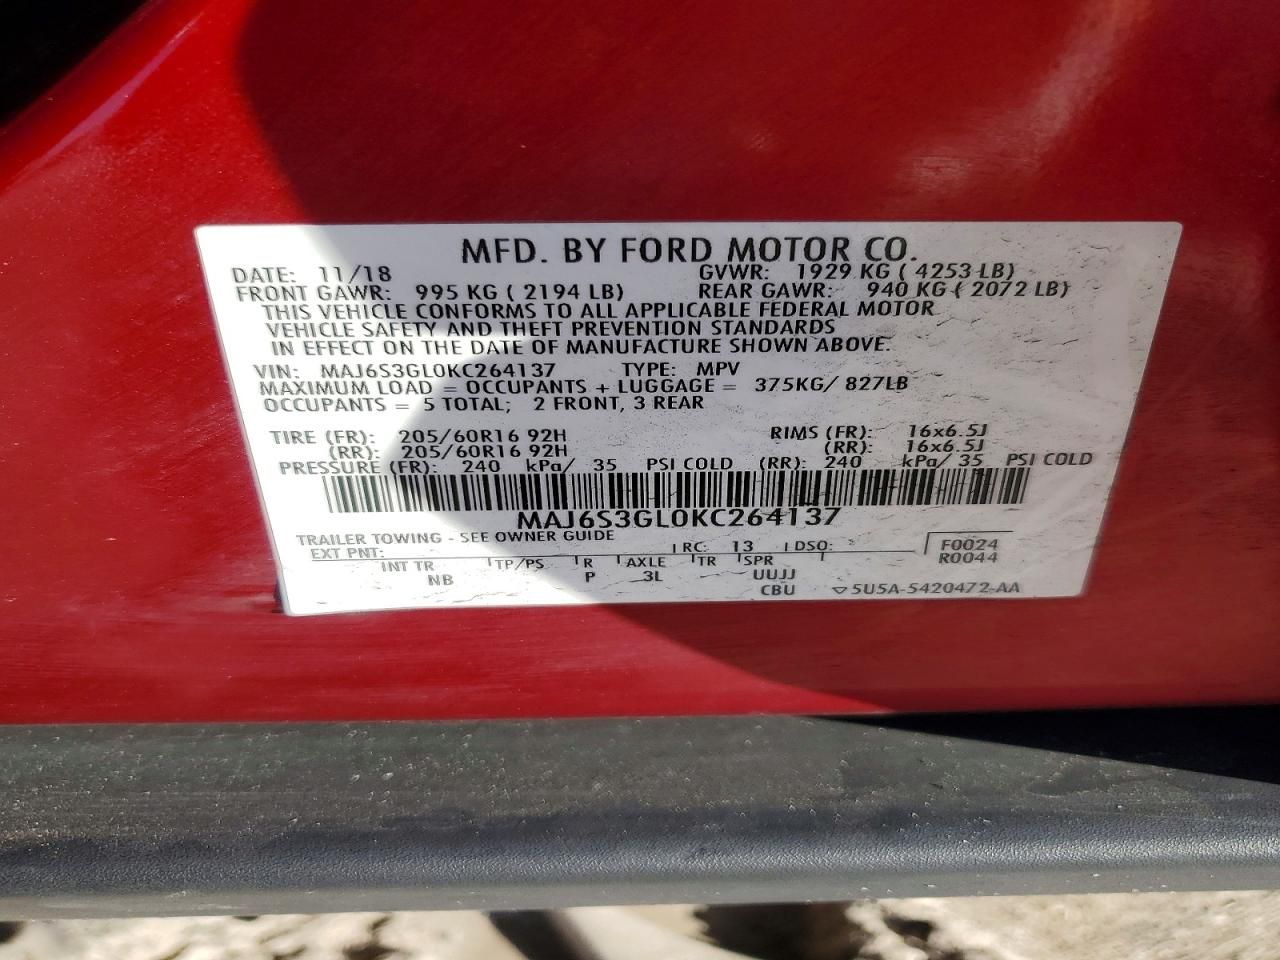 MFD. BY FORD MOTOR CO.
DATE: 11/18 GVWR: 1929 KG ( 4253 LB)
FRONT GAWR: 995 KG ( 2194 LB) REAR GAWR: 940 KG ( 2072 LB)
THIS VEHICLE CONFORMS TO ALL APPLICABLE FEDERAL MOTOR
VEHICLE SAFETY AND THEFT PREVENTION STANDARDS
IN EFFECT ON THE DATE OF MANUFACTURE SHOWN ABOVE.
VIN: MAJ6S3GL0KC264137 TYPE: MPV
MAXIMUM LOAD = OCCUPANTS + LUGGAGE = 375KG/ 827LB
OCCUPANTS = 5 TOTAL; 2 FRONT, 3 REAR
TIRE (FR): 205/60R16 92H RIMS (FR): 16x6.5J
(RR): 205/60R16 92H (RR): 16x6.5J
PRESSURE (FR): 240 kPa/ 35 PSI COLD (RR): 240 kPa/ 35 PSI COLD
MAJ6S3GL0KC264137
TRAILER TOWING - SEE OWNER GUIDE
EXT PNT: RC: 13 DSO: F0024
R0044
INT TR TP/PS R AXLE TR SPR
NB P 3L UUJJ
CBU ▽5U5A-5420472-AA